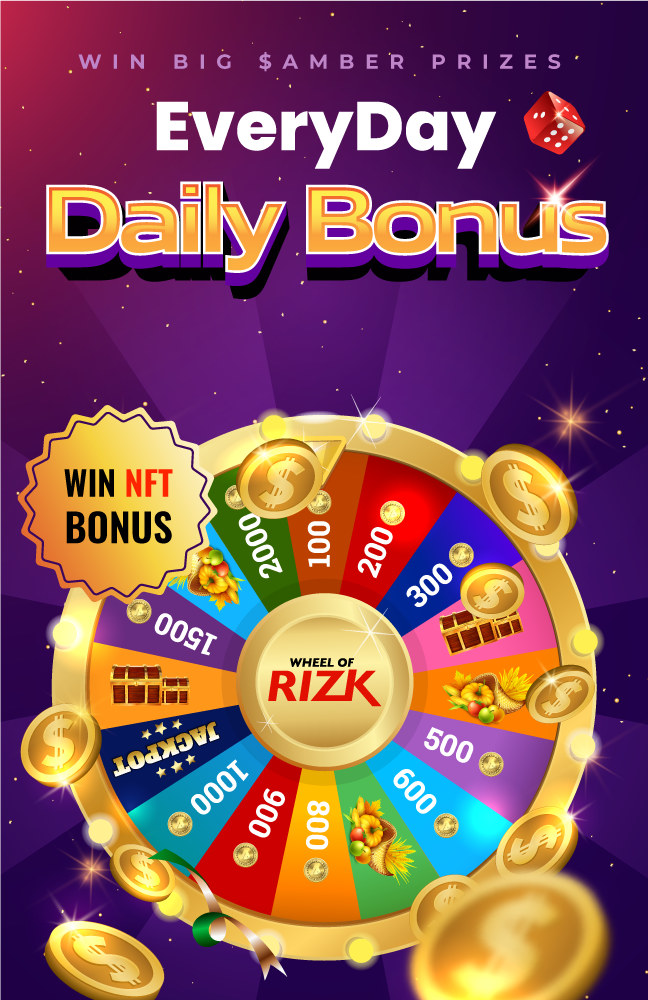 WIN BIG $AMBER PRIZES
EveryDay
Daily Bonus
WIN NFT
BONUS
2000
100
200
300
500
600
800
900
1000
JACKPOT
1500
WHEEL OF
RIZK